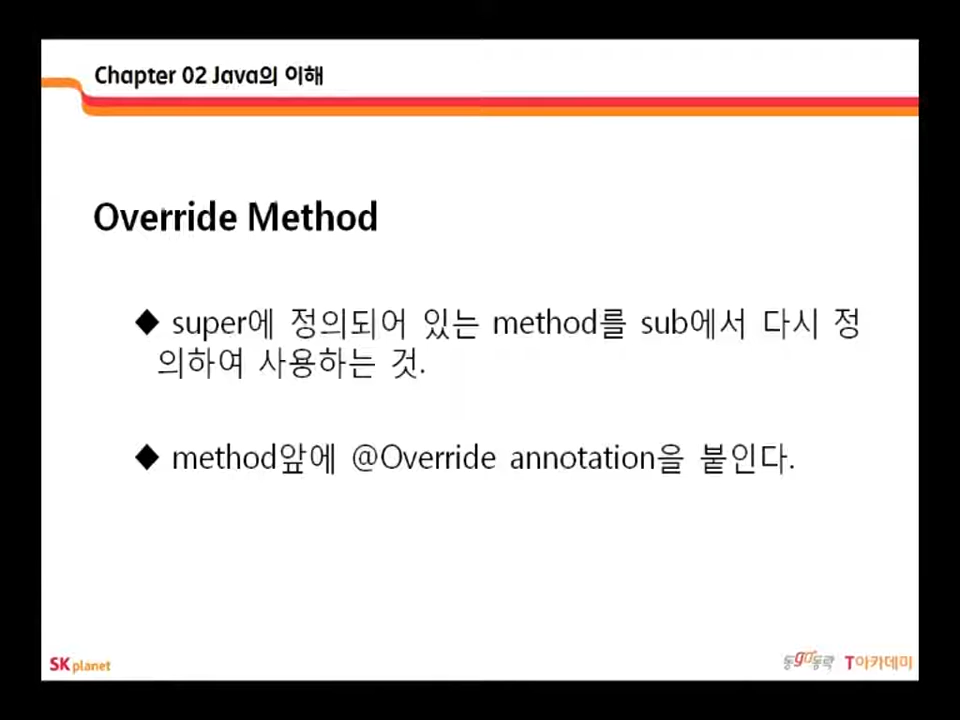 Chapter 02 Java의 이해
Override Method
◆ super에 정의되어 있는 method를 sub에서 다시 정
의하여 사용하는 것.
◆ method앞에 @Override annotation을 붙인다.
SK planet
동go동락 T아카데미